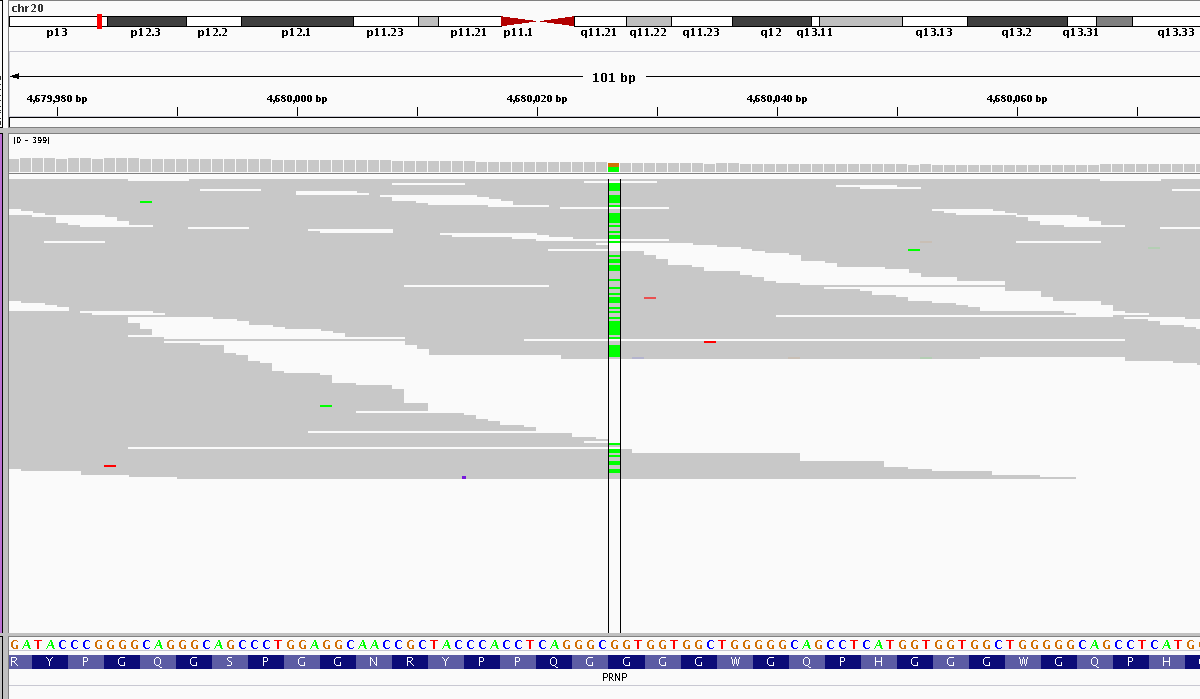 chr20
p13 p12.3 p12.2 p12.1 p11.23 p11.21 p11.1 q11.21 q11.22 q11.23 q12 q13.11 q13.13 q13.2 q13.31 q13.33
101 bp
4,679,980 bp 4,680,000 bp 4,680,020 bp 4,680,040 bp 4,680,060 bp
[0 - 399]
G A T A C C C G G G G C A G G G C A G C C C T G G A G G C A A C C G C T A C C C A C C T C A G G G C G G T G G T G G C T G G G G G C A G C C T C A T G G T G G T G G C T G G G G G C A G C C T C A T G
R Y P G Q G S P G G N R Y P P Q G G G G W G Q P H G G G W G Q P H
PRNP